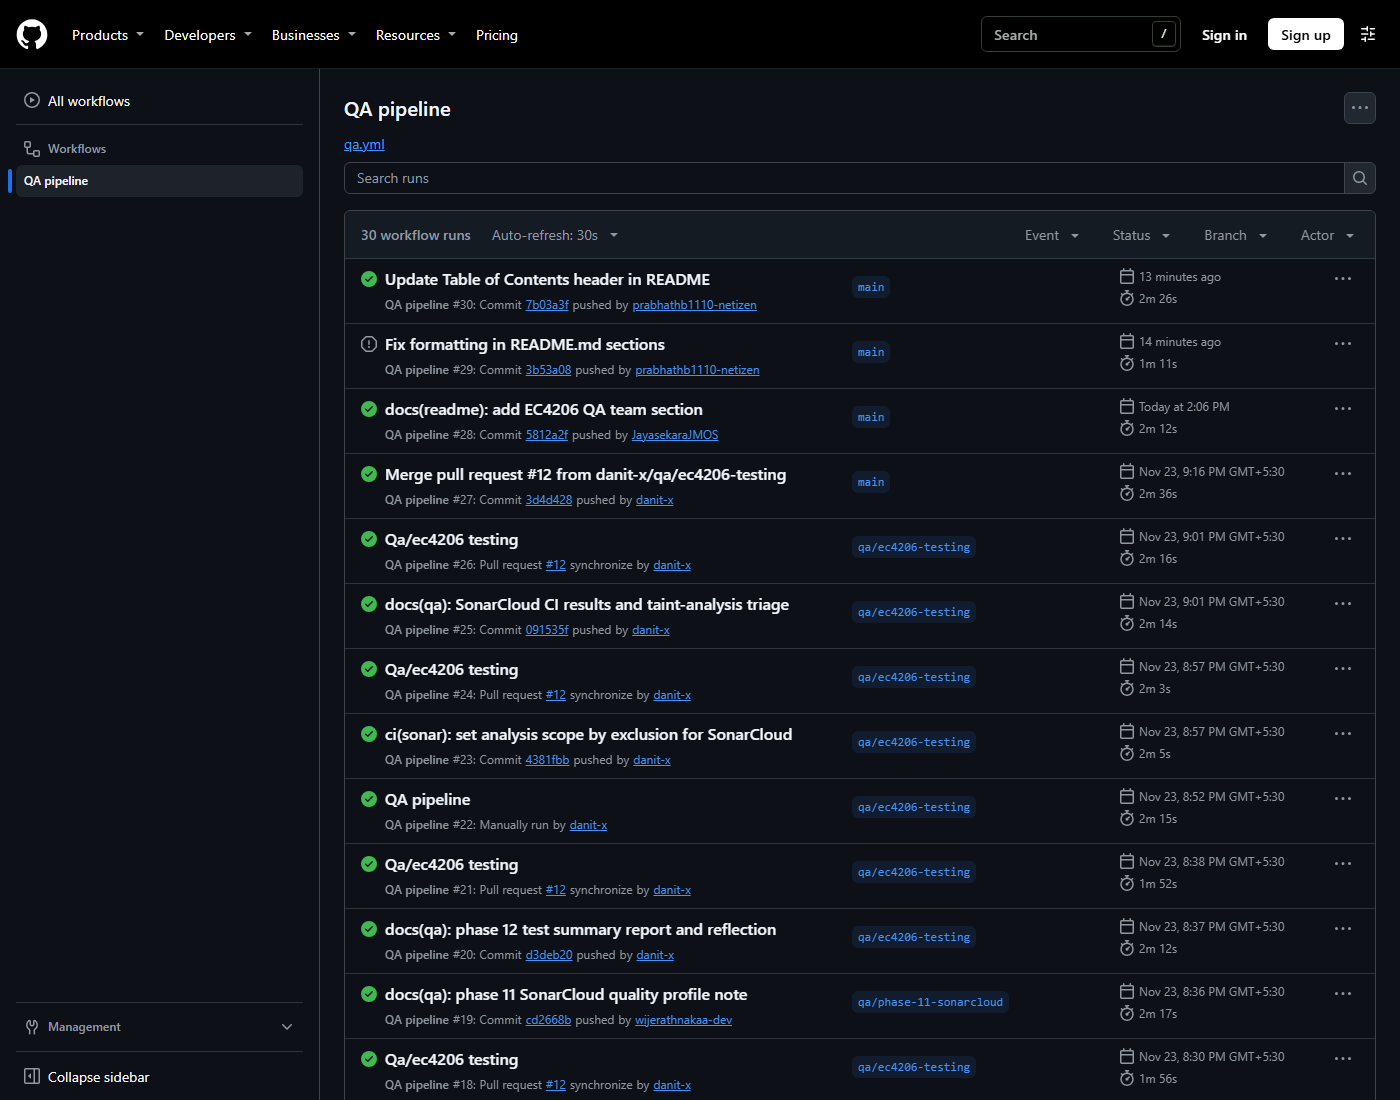 Products
Developers
Businesses
Resources
Pricing
Search /
Sign in
Sign up
All workflows
Workflows
QA pipeline
Management
Collapse sidebar
QA pipeline
qa.yml
Search runs
30 workflow runs
Auto-refresh: 30s
Event
Status
Branch
Actor
Update Table of Contents header in README
QA pipeline #30: Commit 7b03a3f pushed by prabhathb1110-netizen
main
13 minutes ago
2m 26s
Fix formatting in README.md sections
QA pipeline #29: Commit 3b53a08 pushed by prabhathb1110-netizen
main
14 minutes ago
1m 11s
docs(readme): add EC4206 QA team section
QA pipeline #28: Commit 5812a2f pushed by JayasekaraJMOS
main
Today at 2:06 PM
2m 12s
Merge pull request #12 from danit-x/qa/ec4206-testing
QA pipeline #27: Commit 3d4d428 pushed by danit-x
main
Nov 23, 9:16 PM GMT+5:30
2m 36s
Qa/ec4206 testing
QA pipeline #26: Pull request #12 synchronize by danit-x
qa/ec4206-testing
Nov 23, 9:01 PM GMT+5:30
2m 16s
docs(qa): SonarCloud CI results and taint-analysis triage
QA pipeline #25: Commit 091535f pushed by danit-x
qa/ec4206-testing
Nov 23, 9:01 PM GMT+5:30
2m 14s
Qa/ec4206 testing
QA pipeline #24: Pull request #12 synchronize by danit-x
qa/ec4206-testing
Nov 23, 8:57 PM GMT+5:30
2m 3s
ci(sonar): set analysis scope by exclusion for SonarCloud
QA pipeline #23: Commit 4381fbb pushed by danit-x
qa/ec4206-testing
Nov 23, 8:57 PM GMT+5:30
2m 5s
QA pipeline
QA pipeline #22: Manually run by danit-x
qa/ec4206-testing
Nov 23, 8:52 PM GMT+5:30
2m 15s
Qa/ec4206 testing
QA pipeline #21: Pull request #12 synchronize by danit-x
qa/ec4206-testing
Nov 23, 8:38 PM GMT+5:30
1m 52s
docs(qa): phase 12 test summary report and reflection
QA pipeline #20: Commit d3deb20 pushed by danit-x
qa/ec4206-testing
Nov 23, 8:37 PM GMT+5:30
2m 12s
docs(qa): phase 11 SonarCloud quality profile note
QA pipeline #19: Commit cd2668b pushed by wijerathnakaa-dev
qa/phase-11-sonarcloud
Nov 23, 8:36 PM GMT+5:30
2m 17s
Qa/ec4206 testing
QA pipeline #18: Pull request #12 synchronize by danit-x
qa/ec4206-testing
Nov 23, 8:30 PM GMT+5:30
1m 56s